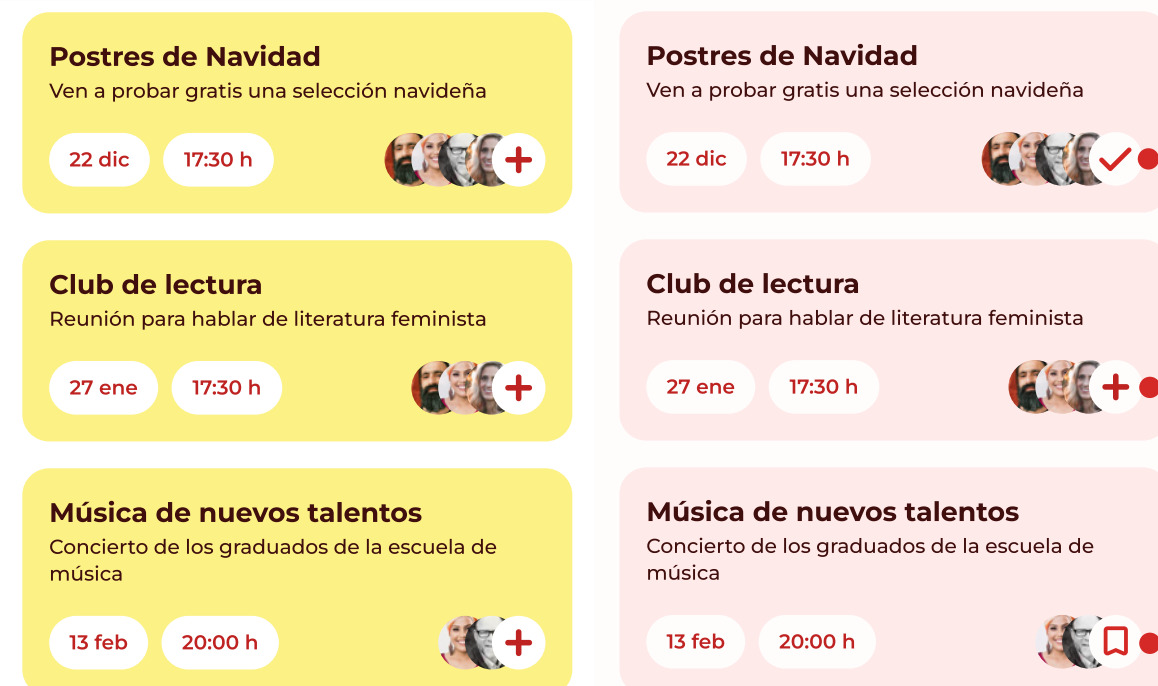 Postres de Navidad
Ven a probar gratis una selección navideña
22 dic
17:30 h
Club de lectura
Reunión para hablar de literatura feminista
27 ene
17:30 h
Música de nuevos talentos
Concierto de los graduados de la escuela de
música
13 feb
20:00 h
Postres de Navidad
Ven a probar gratis una selección navideña
22 dic
17:30 h
Club de lectura
Reunión para hablar de literatura feminista
27 ene
17:30 h
Música de nuevos talentos
Concierto de los graduados de la escuela de
música
13 feb
20:00 h